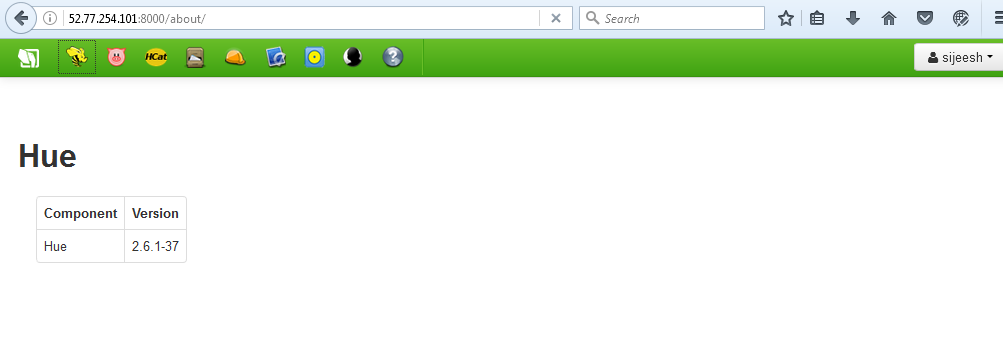 52.77.254.101:8000/about/
Search
HCat
sijeesh
Hue
Component Version
Hue 2.6.1-37